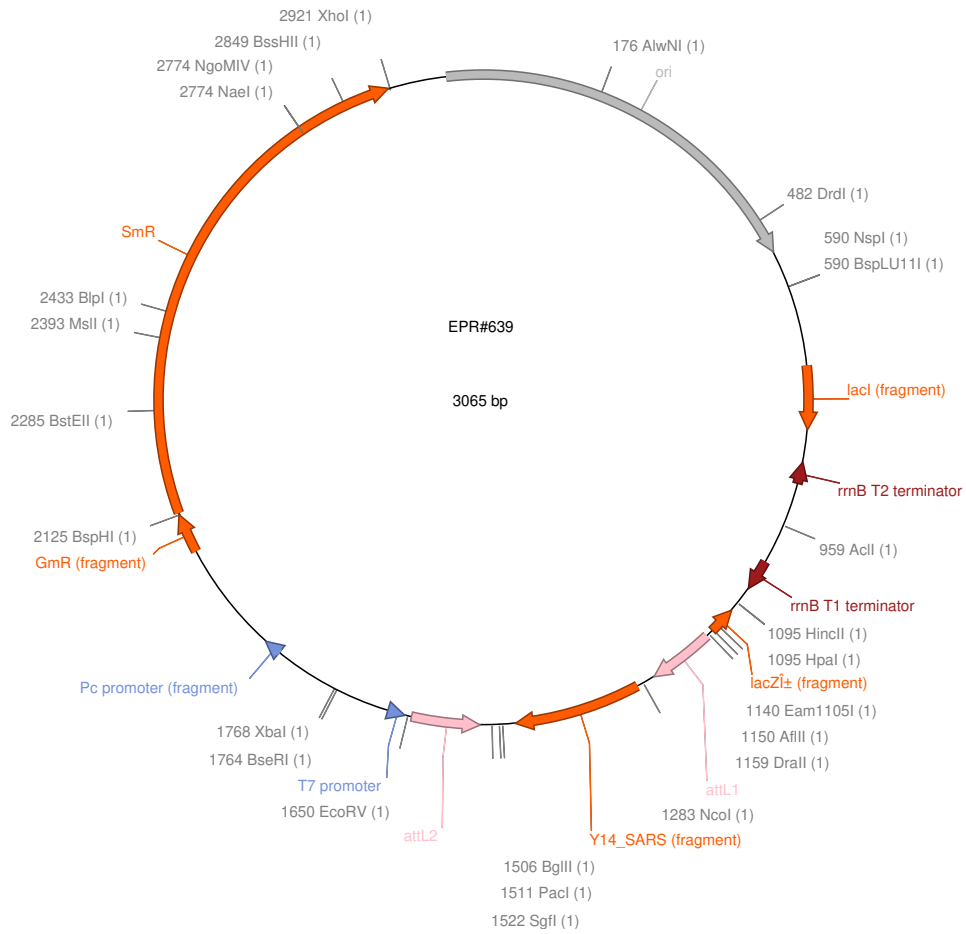 2921 XhoI (1)
2849 BssHII (1)
2774 NgoMIV (1)
2774 NaeI (1)
176 AlwNI (1)
ori
482 DrdI (1)
590 NspI (1)
590 BspLU11I (1)
SmR
2433 BlpI (1)
2393 MslI (1)
2285 BstEII (1)
EPR#639
3065 bp
lacI (fragment)
rrnB T2 terminator
959 AclI (1)
2125 BspHI (1)
GmR (fragment)
rrnB T1 terminator
1095 HincII (1)
1095 HpaI (1)
lacZÎ± (fragment)
1140 Eam1105I (1)
1150 AflII (1)
1159 DraII (1)
Pc promoter (fragment)
1768 XbaI (1)
1764 BseRI (1)
T7 promoter
1650 EcoRV (1)
attL2
attL1
1283 NcoI (1)
Y14_SARS (fragment)
1506 BglII (1)
1511 PacI (1)
1522 SgfI (1)